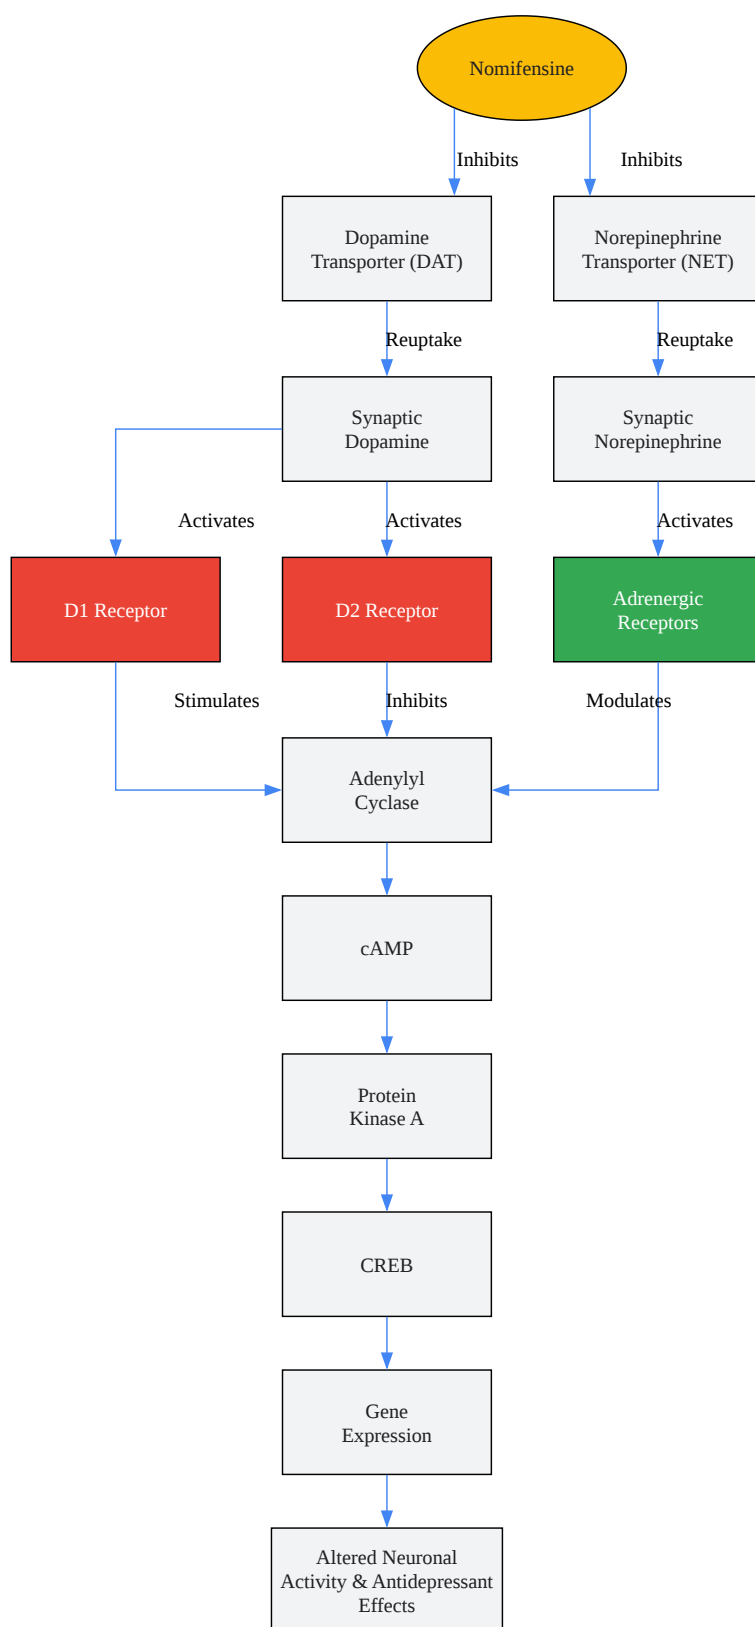 Nomifensine
Inhibits
Inhibits
Dopamine
Transporter (DAT)
Norepinephrine
Transporter (NET)
Reuptake
Reuptake
Synaptic
Dopamine
Synaptic
Norepinephrine
Activates
Activates
Activates
D1 Receptor
D2 Receptor
Adrenergic
Receptors
Stimulates
Inhibits
Modulates
Adenylyl
Cyclase
cAMP
Protein
Kinase A
CREB
Gene
Expression
Altered Neuronal
Activity & Antidepressant
Effects